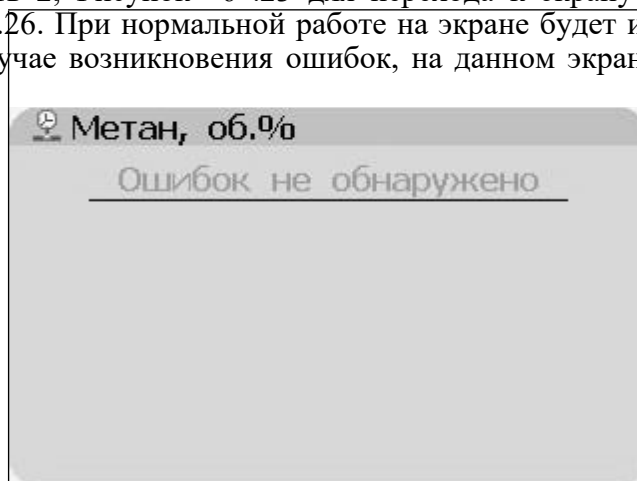 .26. При нормальной работе на экране будет и
учае возникновения ошибок, на данном экран
Метан, об.%
Ошибок не обнаружено